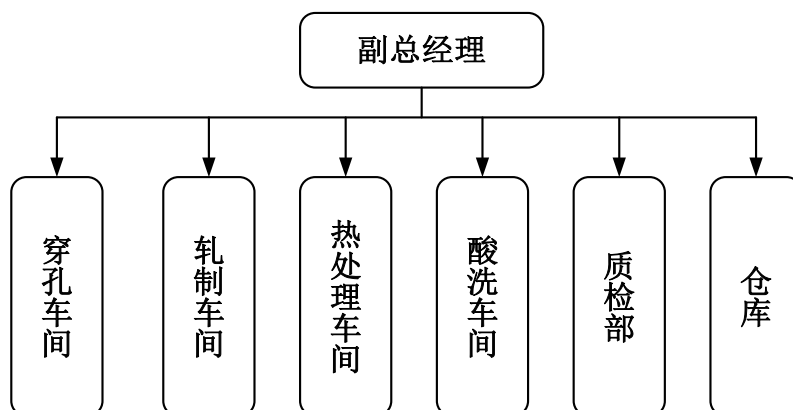 副总经理
穿孔车间
轧制车间
热处理车间
酸洗车间
质检部
仓库